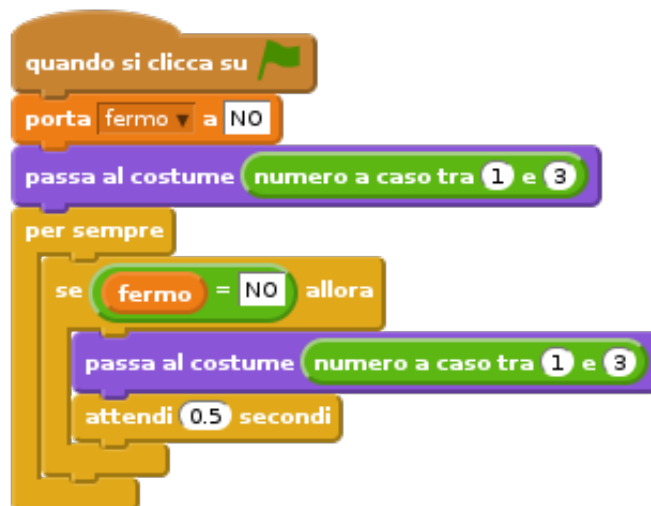 quando si clicca su
porta fermo a NO
passa al costume numero a caso tra 1 e 3
per sempre
se fermo = NO allora
passa al costume numero a caso tra 1 e 3
attendi 0.5 secondi